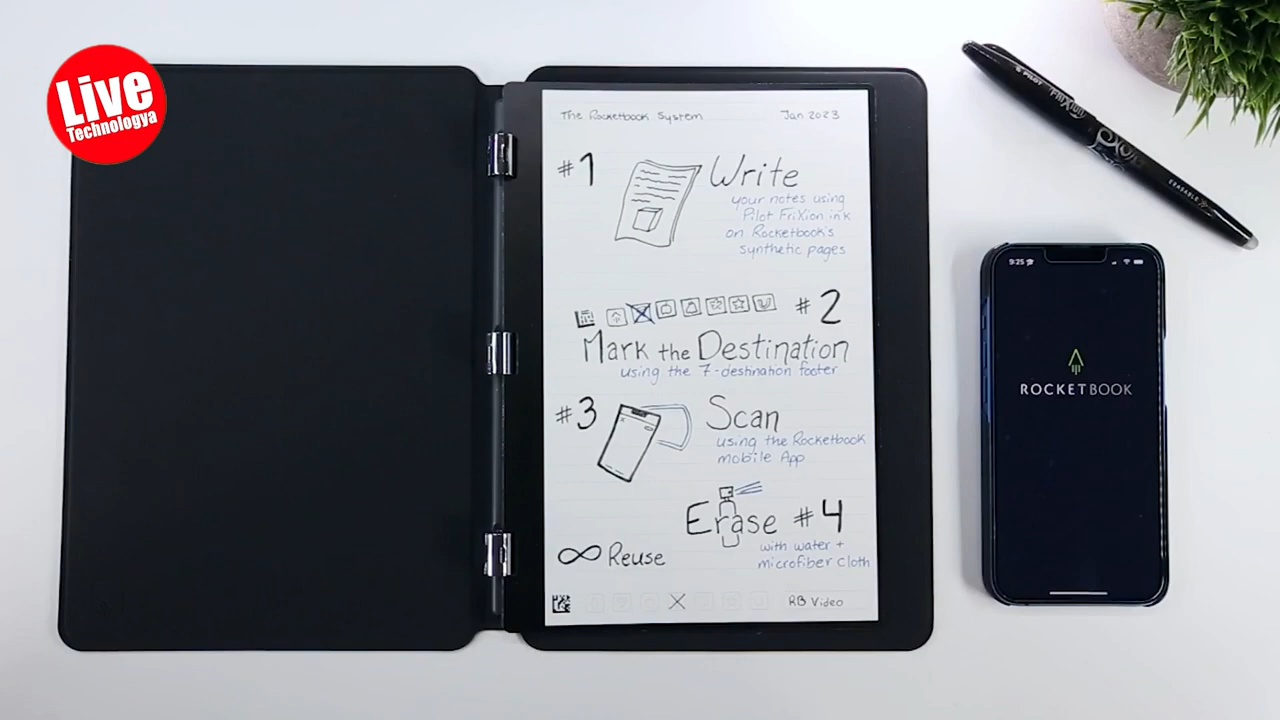 Live
Technologya
The Rocketbook System
Jan 2023
#1
Write
your notes using
Pilot FriXion ink
on Rocketbook's
synthetic pages
#2
Mark the Destination
using the 7-destination footer
#3
Scan
using the Rocketbook
mobile App
Erase #4
with water +
microfiber cloth
∞ Reuse
RB Video
PILOT
FriXion
ERASABLE
9:25
ROCKETBOOK